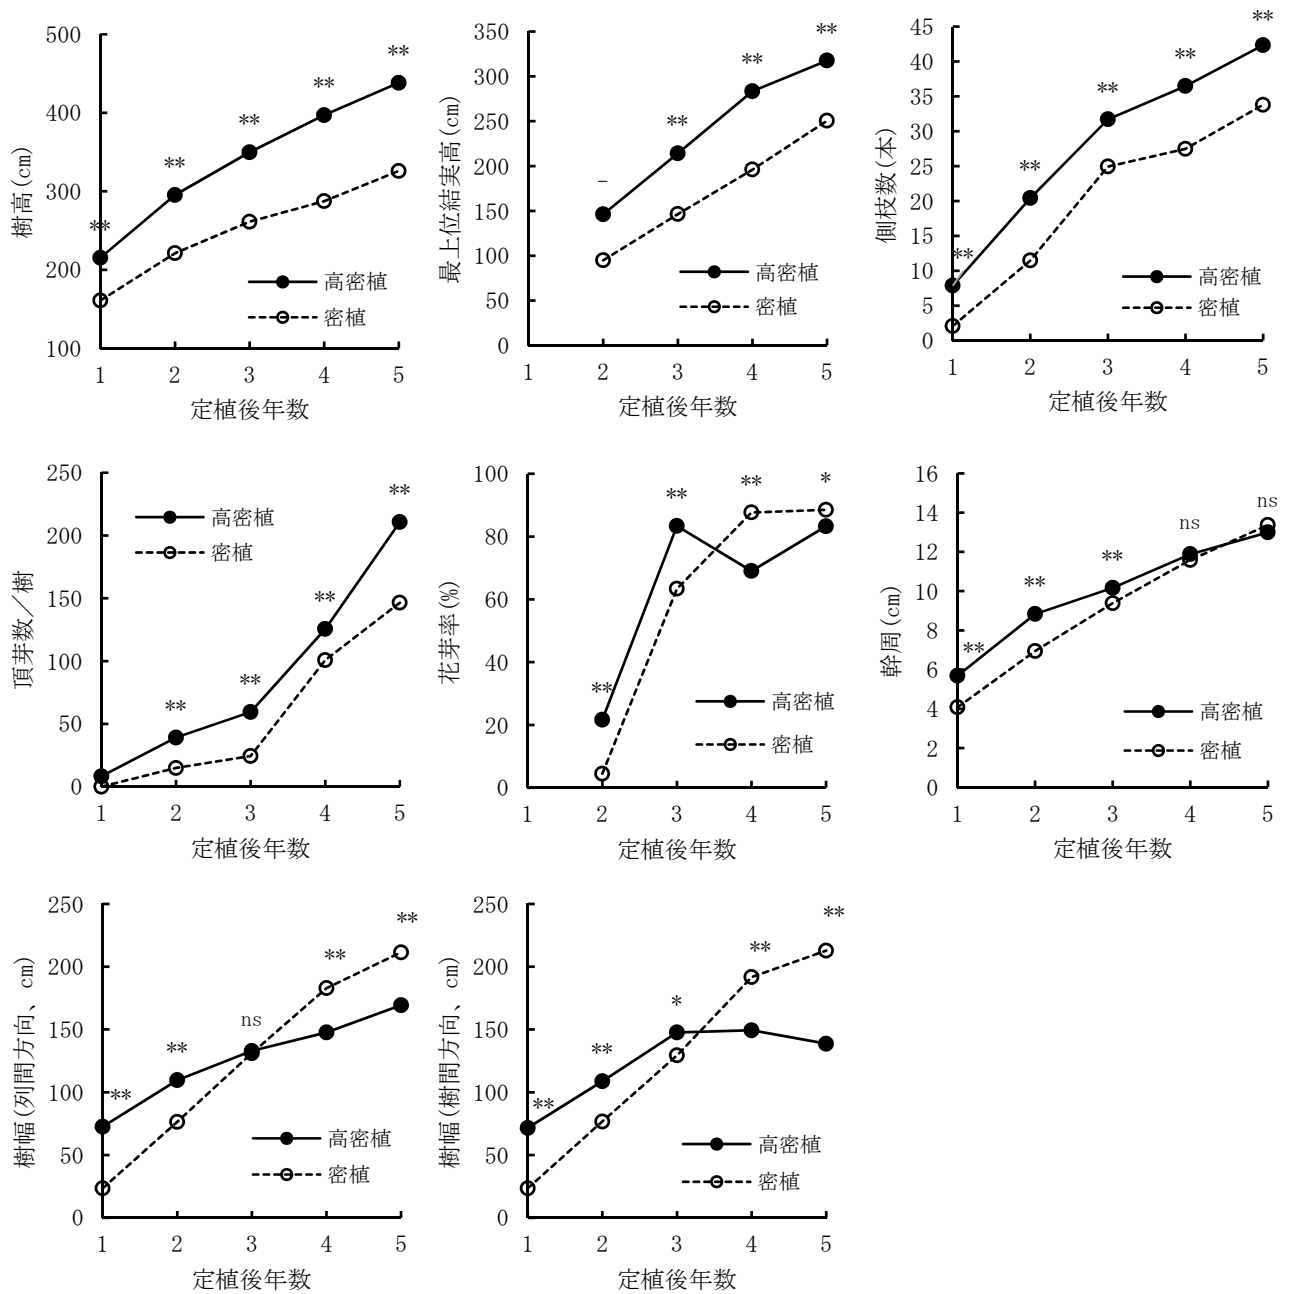 樹高(cm)
500
400
300
200
100
** ** ** ** **
高密植
密植
1 2 3 4 5
定植後年数
最上位結実高(cm)
350
300
250
200
150
100
50
0
－ ** ** **
高密植
密植
1 2 3 4 5
定植後年数
側枝数(本)
45
40
35
30
25
20
15
10
5
0
** ** ** ** **
高密植
密植
1 2 3 4 5
定植後年数
頂芽数／樹
250
200
150
100
50
0
** ** ** **
高密植
密植
1 2 3 4 5
定植後年数
花芽率(%)
100
80
60
40
20
0
** ** ** *
高密植
密植
1 2 3 4 5
定植後年数
幹周(cm)
16
14
12
10
8
6
4
2
0
** ** ** ns ns
高密植
密植
1 2 3 4 5
定植後年数
樹幅(列間方向、cm)
250
200
150
100
50
0
** ** ns ** **
高密植
密植
1 2 3 4 5
定植後年数
樹幅(樹間方向、cm)
250
200
150
100
50
0
** ** * ** **
高密植
密植
1 2 3 4 5
定植後年数